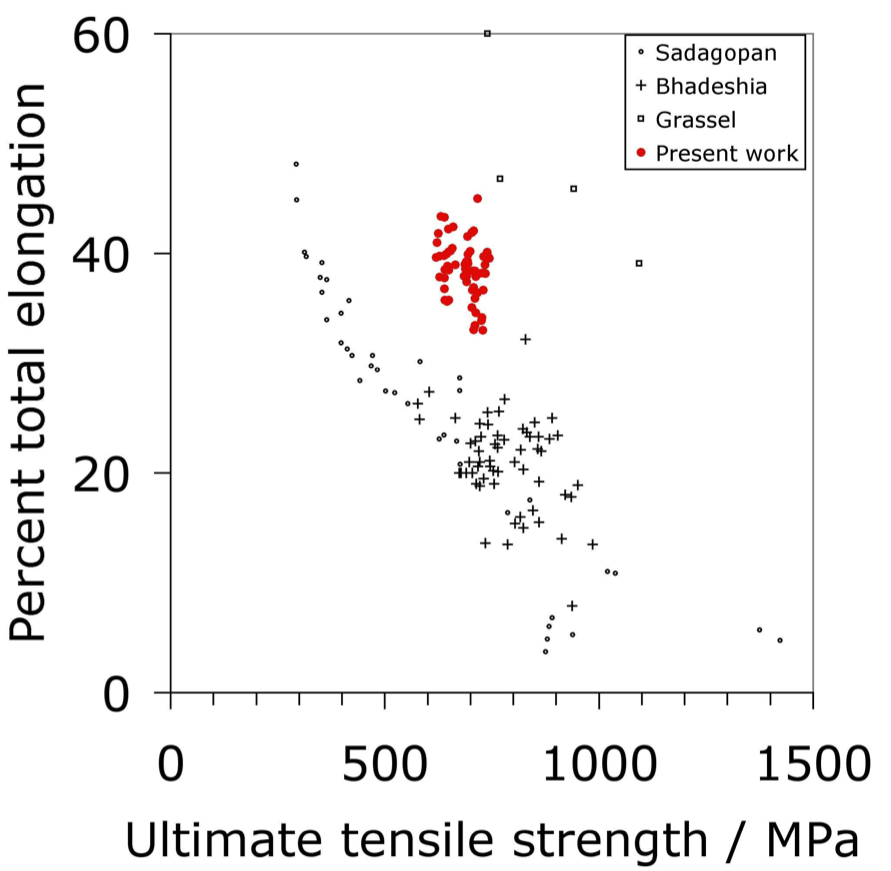 60
40
20
0
Percent total elongation
Sadagopan
Bhadeshia
Grassel
Present work
0 500 1000 1500
Ultimate tensile strength / MPa